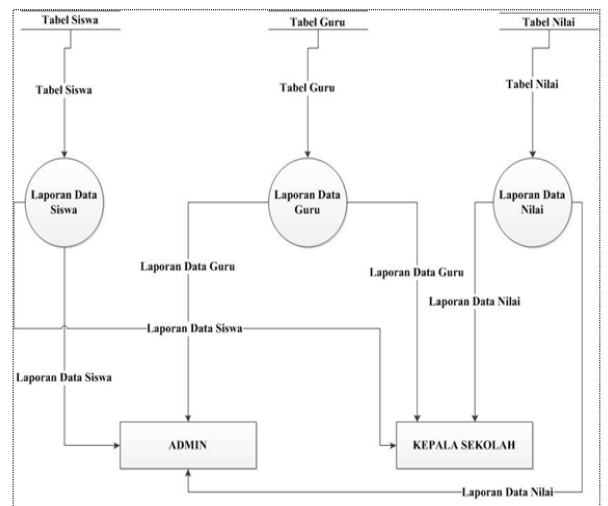 Tabel Siswa
Tabel Guru
Tabel Nilai
Tabel Siswa
Tabel Guru
Tabel Nilai
Laporan Data
Siswa
Laporan Data
Guru
Laporan Data
Nilai
Laporan Data Guru
Laporan Data Guru
Laporan Data Nilai
Laporan Data Siswa
Laporan Data Siswa
ADMIN
KEPALA SEKOLAH
Laporan Data Nilai